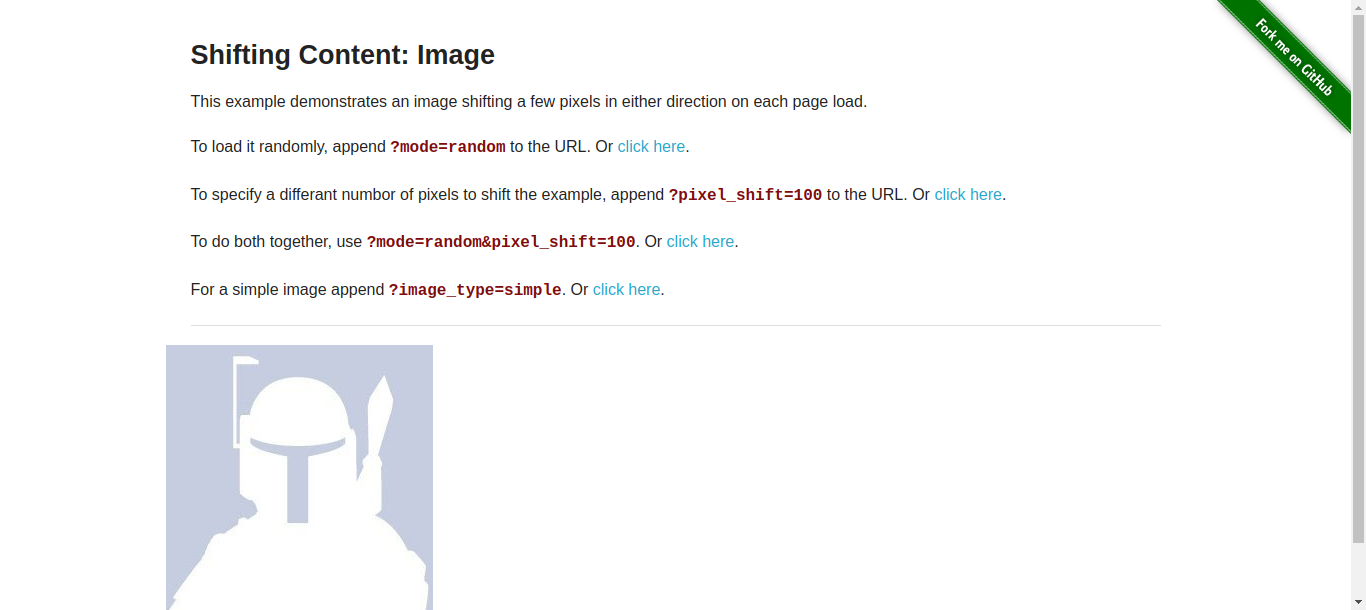 Fork me on GitHub
Shifting Content: Image
This example demonstrates an image shifting a few pixels in either direction on each page load.
To load it randomly, append ?mode=random to the URL. Or click here.
To specify a differant numbor of pixels to shift the example, append ?pixel_shift=100 to the URL. Or click here.
To do both together, use ?mode=random&pixel_shift=100. Or click here.
For a simple image append ?image_type=simple. Or click here.